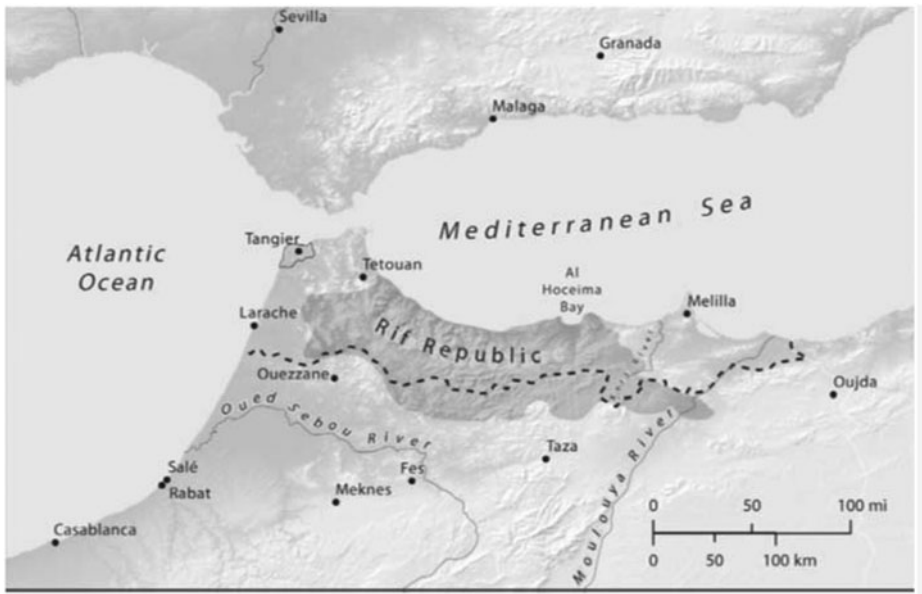 Sevilla
Granada
Malaga
Mediterranean Sea
Atlantic
Ocean
Tangier
Tetouan
Al
Hoceima
Bay
Melilla
Larache
Rif Republic
Ouezzane
Oujda
Oued Sebou River
Taza
Moulouya River
Salé
Rabat
Fes
Meknes
Casablanca
0 50 100 mi
0 50 100 km